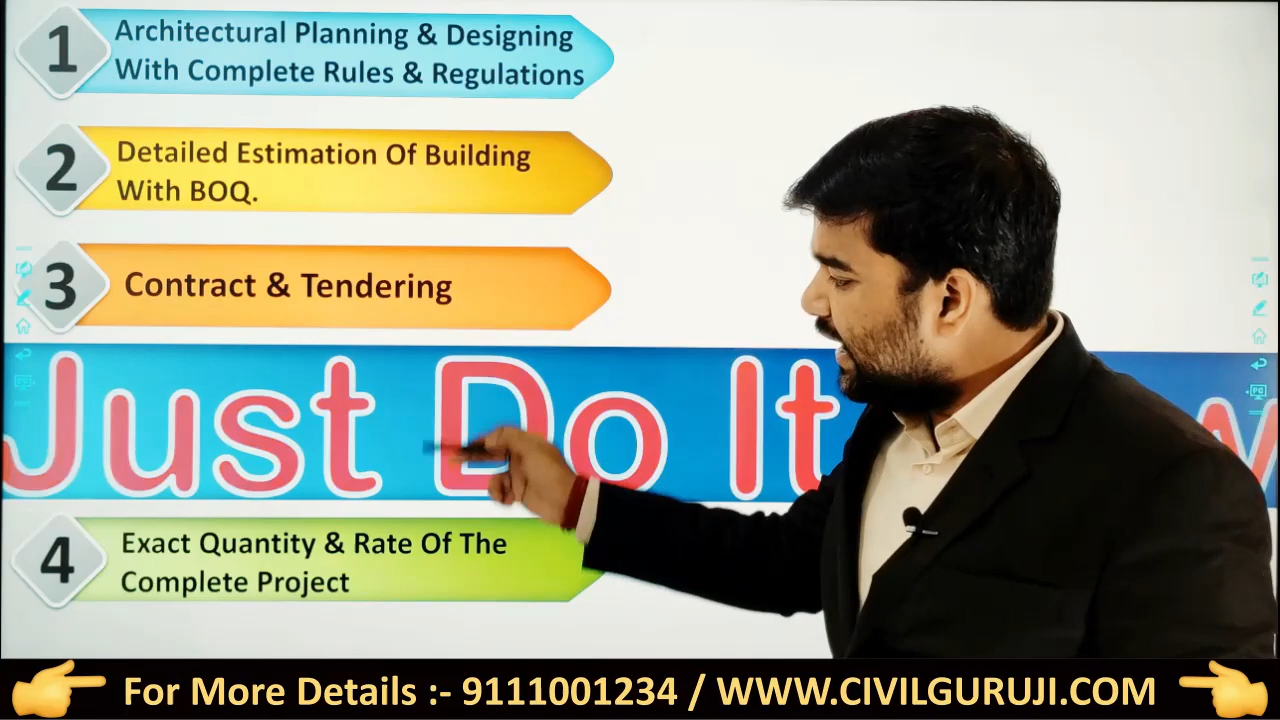 1
Architectural Planning & Designing
With Complete Rules & Regulations
2
Detailed Estimation Of Building
With BOQ.
3
Contract & Tendering
Just Do It
4
Exact Quantity & Rate Of The
Complete Project
For More Details :- 9111001234 / WWW.CIVILGURUJI.COM